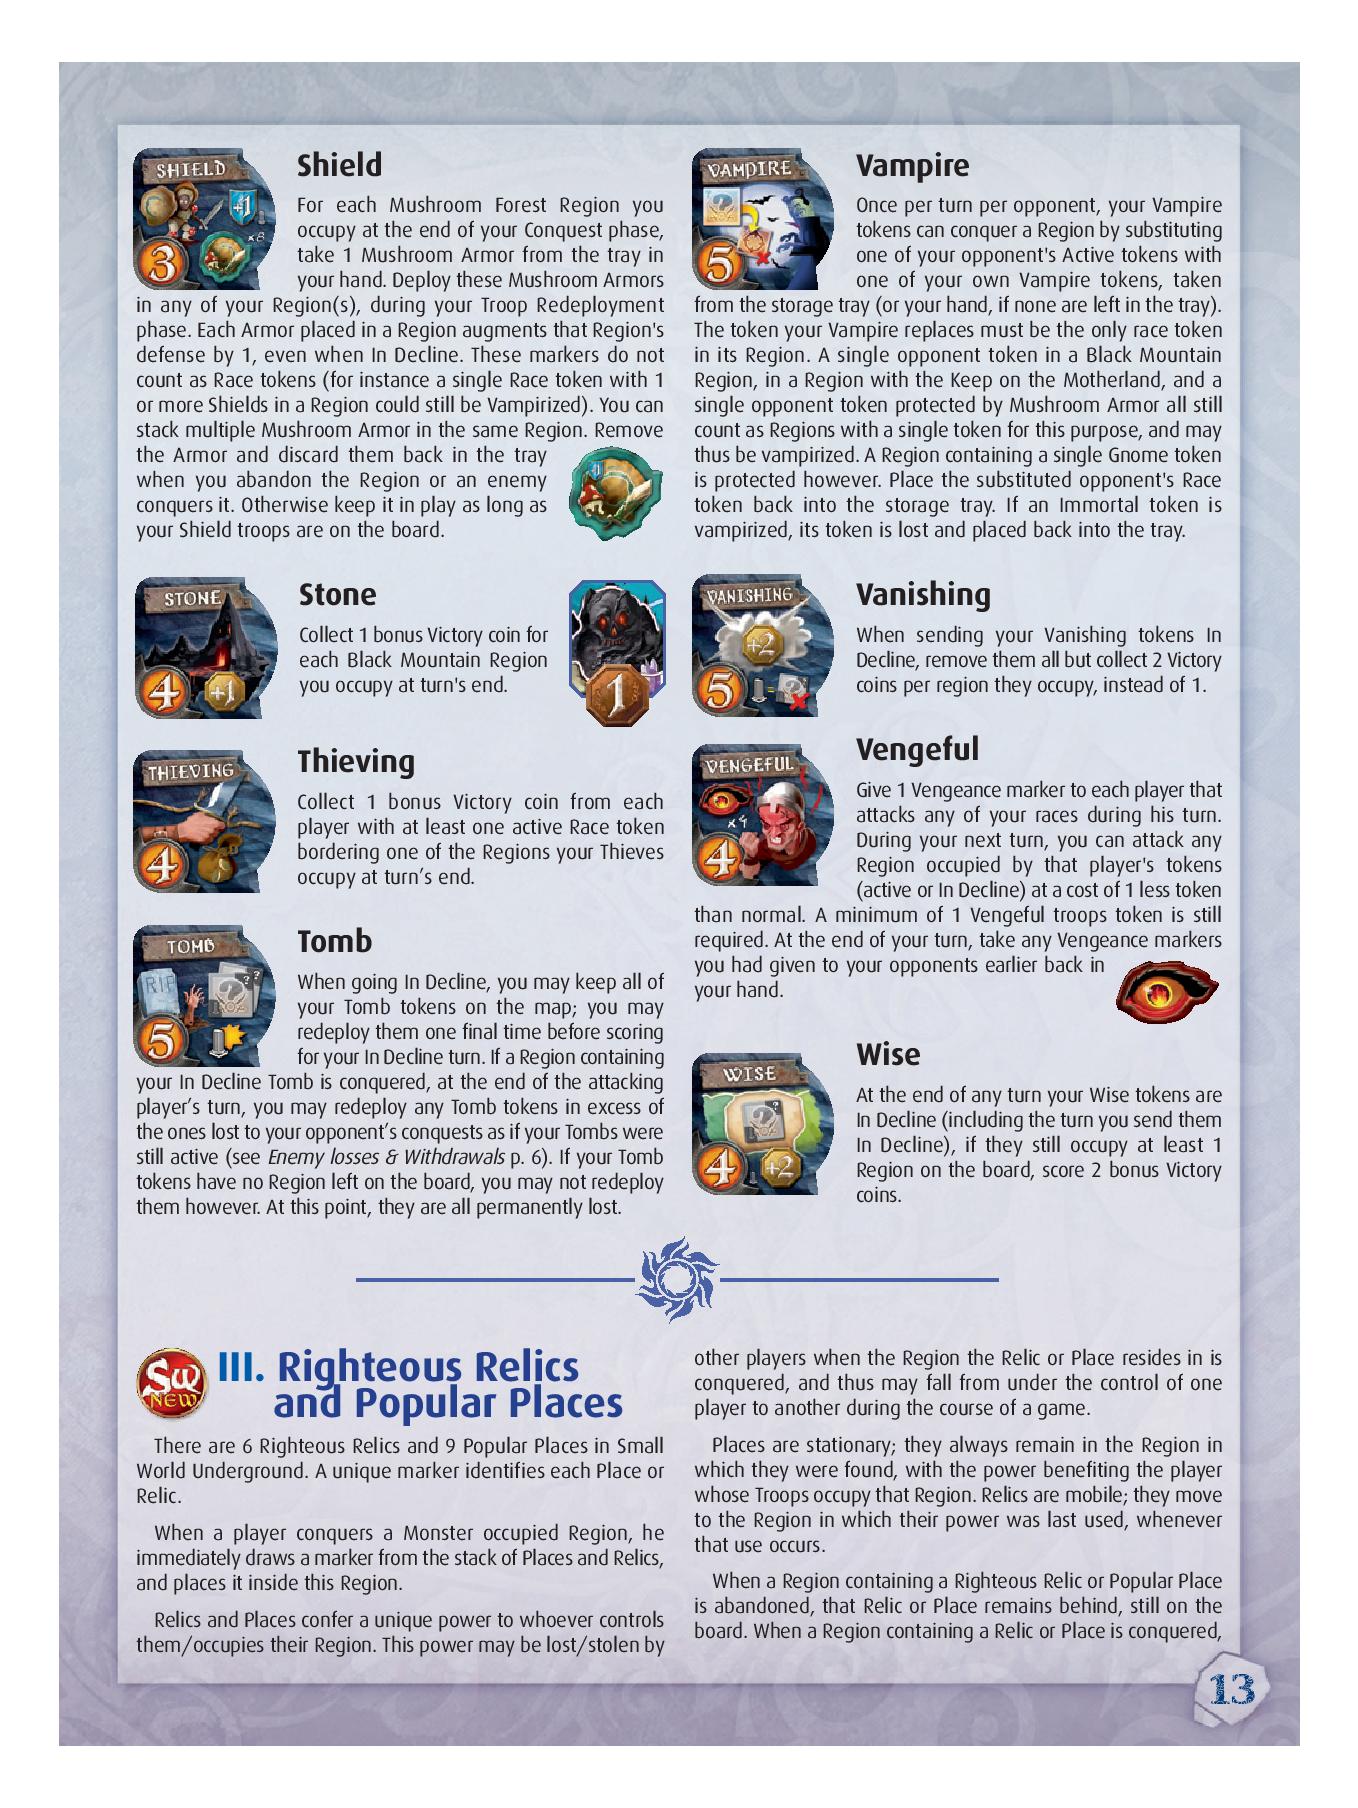 SHIELD
+1
x8
3
Shield
For each Mushroom Forest Region you
occupy at the end of your Conquest phase,
take 1 Mushroom Armor from the tray in
your hand. Deploy these Mushroom Armors
in any of your Region(s), during your Troop Redeployment
phase. Each Armor placed in a Region augments that Region's
defense by 1, even when In Decline. These markers do not
count as Race tokens (for instance a single Race token with 1
or more Shields in a Region could still be Vampirized). You can
stack multiple Mushroom Armor in the same Region. Remove
the Armor and discard them back in the tray
when you abandon the Region or an enemy
conquers it. Otherwise keep it in play as long as
your Shield troops are on the board.
STONE
4
+1
Stone
Collect 1 bonus Victory coin for
each Black Mountain Region
you occupy at turn's end.
1
THIEVING
4
Thieving
Collect 1 bonus Victory coin from each
player with at least one active Race token
bordering one of the Regions your Thieves
occupy at turn's end.
TOMB
RIP
5
Tomb
When going In Decline, you may keep all of
your Tomb tokens on the map; you may
redeploy them one final time before scoring
for your In Decline turn. If a Region containing
your In Decline Tomb is conquered, at the end of the attacking
player's turn, you may redeploy any Tomb tokens in excess of
the ones lost to your opponent's conquests as if your Tombs were
still active (see Enemy losses & Withdrawals p. 6). If your Tomb
tokens have no Region left on the board, you may not redeploy
them however. At this point, they are all permanently lost.
VAMPIRE
5
Vampire
Once per turn per opponent, your Vampire
tokens can conquer a Region by substituting
one of your opponent's Active tokens with
one of your own Vampire tokens, taken
from the storage tray (or your hand, if none are left in the tray).
The token your Vampire replaces must be the only race token
in its Region. A single opponent token in a Black Mountain
Region, in a Region with the Keep on the Motherland, and a
single opponent token protected by Mushroom Armor all still
count as Regions with a single token for this purpose, and may
thus be vampirized. A Region containing a single Gnome token
is protected however. Place the substituted opponent's Race
token back into the storage tray. If an Immortal token is
vampirized, its token is lost and placed back into the tray.
VANISHING
+2
5
Vanishing
When sending your Vanishing tokens In
Decline, remove them all but collect 2 Victory
coins per region they occupy, instead of 1.
VENGEFUL
x4
4
Vengeful
Give 1 Vengeance marker to each player that
attacks any of your races during his turn.
During your next turn, you can attack any
Region occupied by that player's tokens
(active or In Decline) at a cost of 1 less token
than normal. A minimum of 1 Vengeful troops token is still
required. At the end of your turn, take any Vengeance markers
you had given to your opponents earlier back in
your hand.
WISE
4
+2
Wise
At the end of any turn your Wise tokens are
In Decline (including the turn you send them
In Decline), if they still occupy at least 1
Region on the board, score 2 bonus Victory
coins.
SW
NEW
III. Righteous Relics
and Popular Places
There are 6 Righteous Relics and 9 Popular Places in Small
World Underground. A unique marker identifies each Place or
Relic.
When a player conquers a Monster occupied Region, he
immediately draws a marker from the stack of Places and Relics,
and places it inside this Region.
Relics and Places confer a unique power to whoever controls
them/occupies their Region. This power may be lost/stolen by
other players when the Region the Relic or Place resides in is
conquered, and thus may fall from under the control of one
player to another during the course of a game.
Places are stationary; they always remain in the Region in
which they were found, with the power benefiting the player
whose Troops occupy that Region. Relics are mobile; they move
to the Region in which their power was last used, whenever
that use occurs.
When a Region containing a Righteous Relic or Popular Place
is abandoned, that Relic or Place remains behind, still on the
board. When a Region containing a Relic or Place is conquered,
13